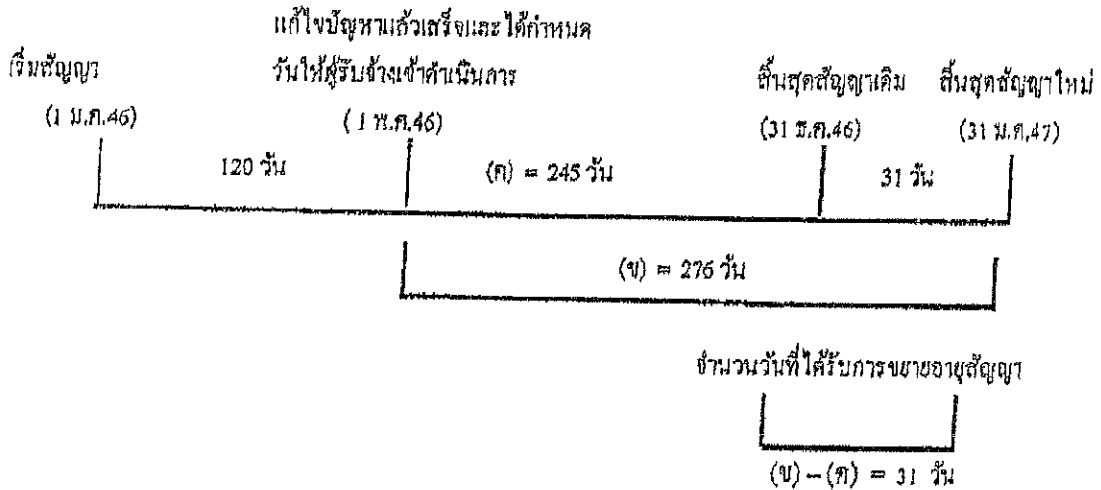 แก้ไขปัญหาแล้วเสร็จและได้กำหนด
เริ่มสัญญา วันให้ผู้รับจ้างเข้าดำเนินการ สิ้นสุดสัญญาเดิม สิ้นสุดสัญญาใหม่
(1 ม.ค.46) (1 พ.ค.46) (31 ธ.ค.46) (31 ม.ค.47)
120 วัน (ค) = 245 วัน 31 วัน
(ข) = 276 วัน
จำนวนวันที่ได้รับการขยายอายุสัญญา
(ข) – (ค) = 31 วัน